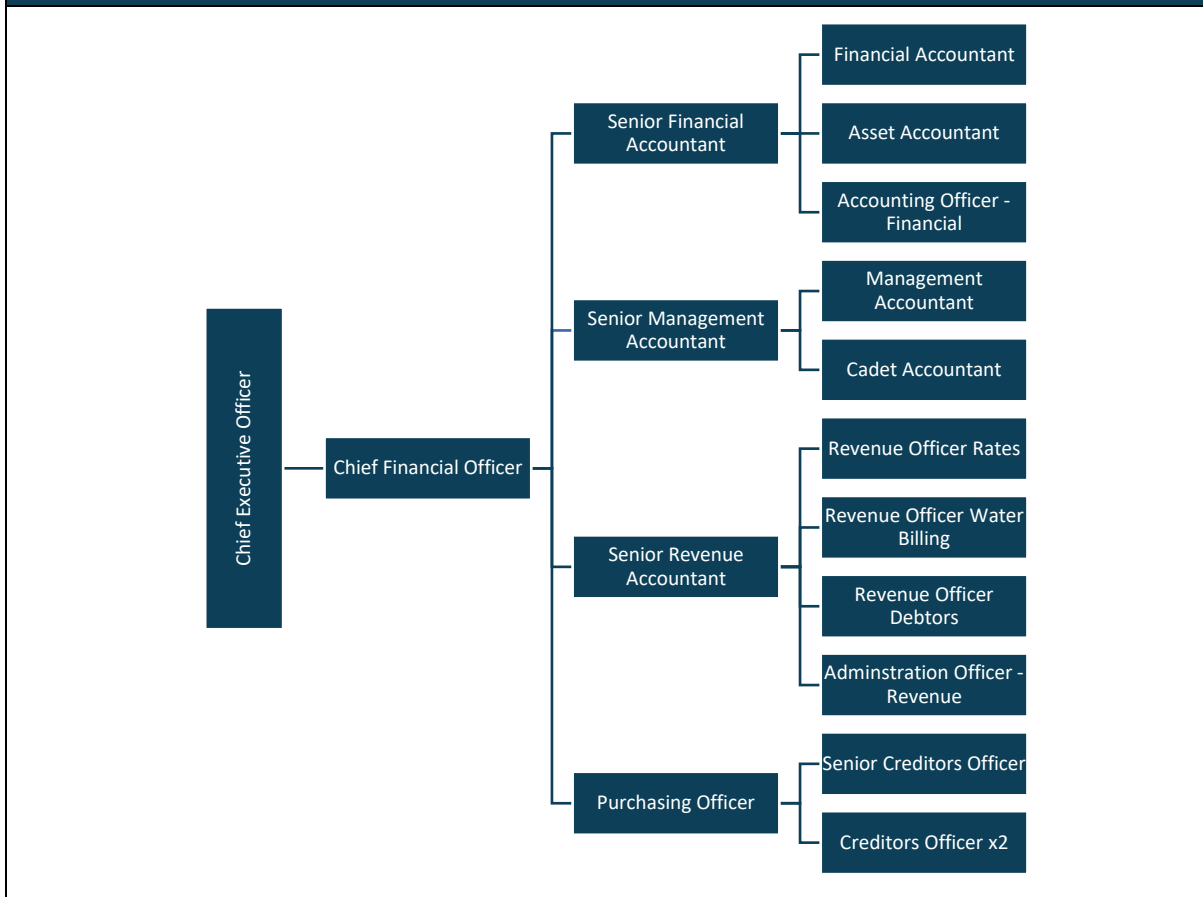 Chief Executive Officer
Chief Financial Officer
Senior Financial
Accountant
Financial Accountant
Asset Accountant
Accounting Officer -
Financial
Senior Management
Accountant
Management
Accountant
Cadet Accountant
Senior Revenue
Accountant
Revenue Officer Rates
Revenue Officer Water
Billing
Revenue Officer
Debtors
Adminstration Officer -
Revenue
Purchasing Officer
Senior Creditors Officer
Creditors Officer x2